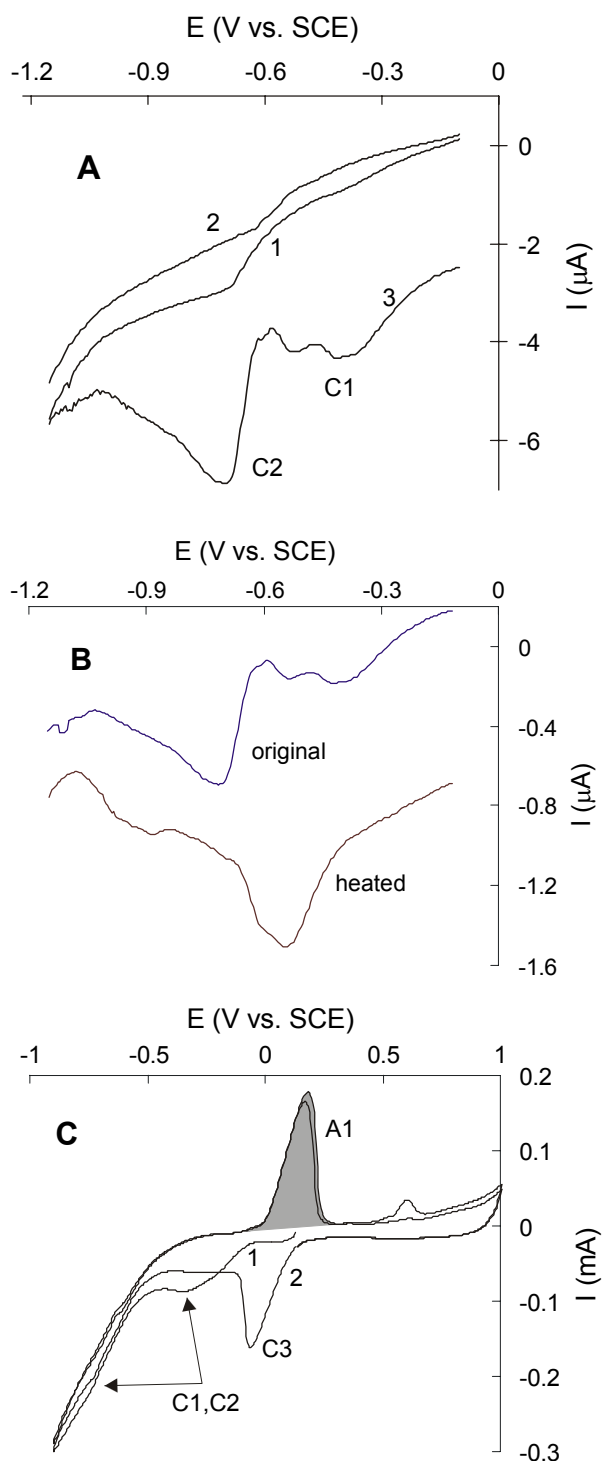 E (V vs. SCE)
-1.2 -0.9 -0.6 -0.3 0
A
0
2
1
-2
3
I (μA)
-4
C1
C2
-6
E (V vs. SCE)
-1.2 -0.9 -0.6 -0.3 0
B
0
-0.4
original
I (μA)
-0.8
heated
-1.2
-1.6
E (V vs. SCE)
-1 -0.5 0 0.5 1
0.2
C
A1
0.1
0
1
2
I (mA)
-0.1
C3
C1,C2
-0.2
-0.3